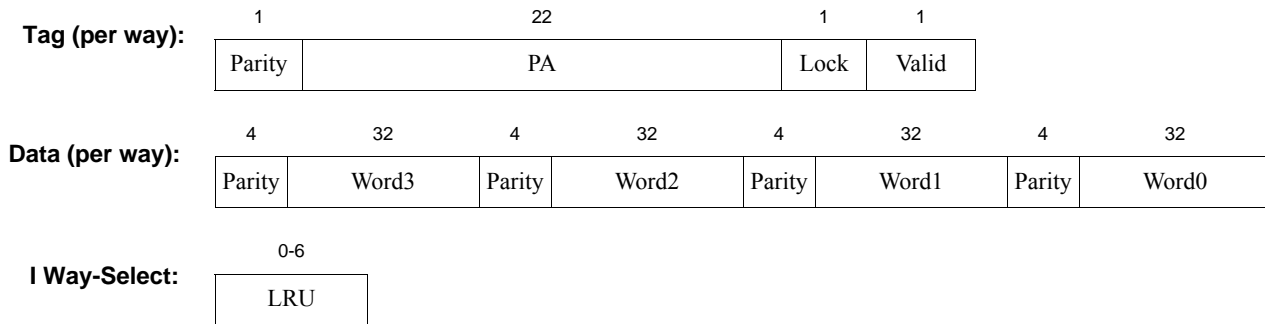 1 22 1 1
Tag (per way): Parity PA Lock Valid
4 32 4 32 4 32 4 32
Data (per way): Parity Word3 Parity Word2 Parity Word1 Parity Word0
0-6
I Way-Select: LRU